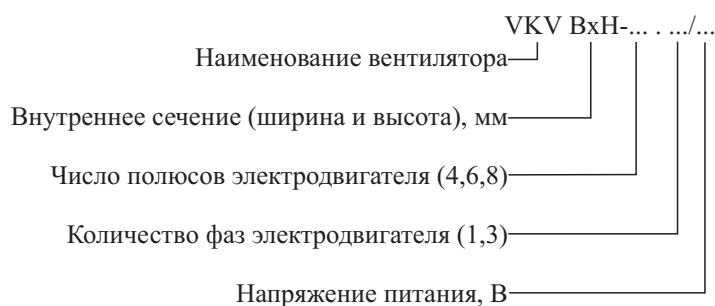 VKV BxH-... . .../...
Наименование вентилятора
Внутреннее сечение (ширина и высота), мм
Число полюсов электродвигателя (4,6,8)
Количество фаз электродвигателя (1,3)
Напряжение питания, В